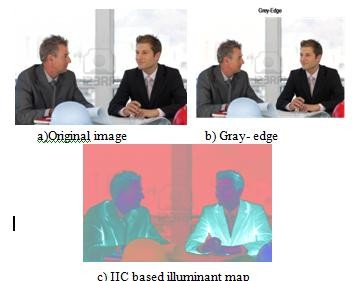 Gray-Edge
a)Original image
b) Gray- edge
c) IIC based illuminant map